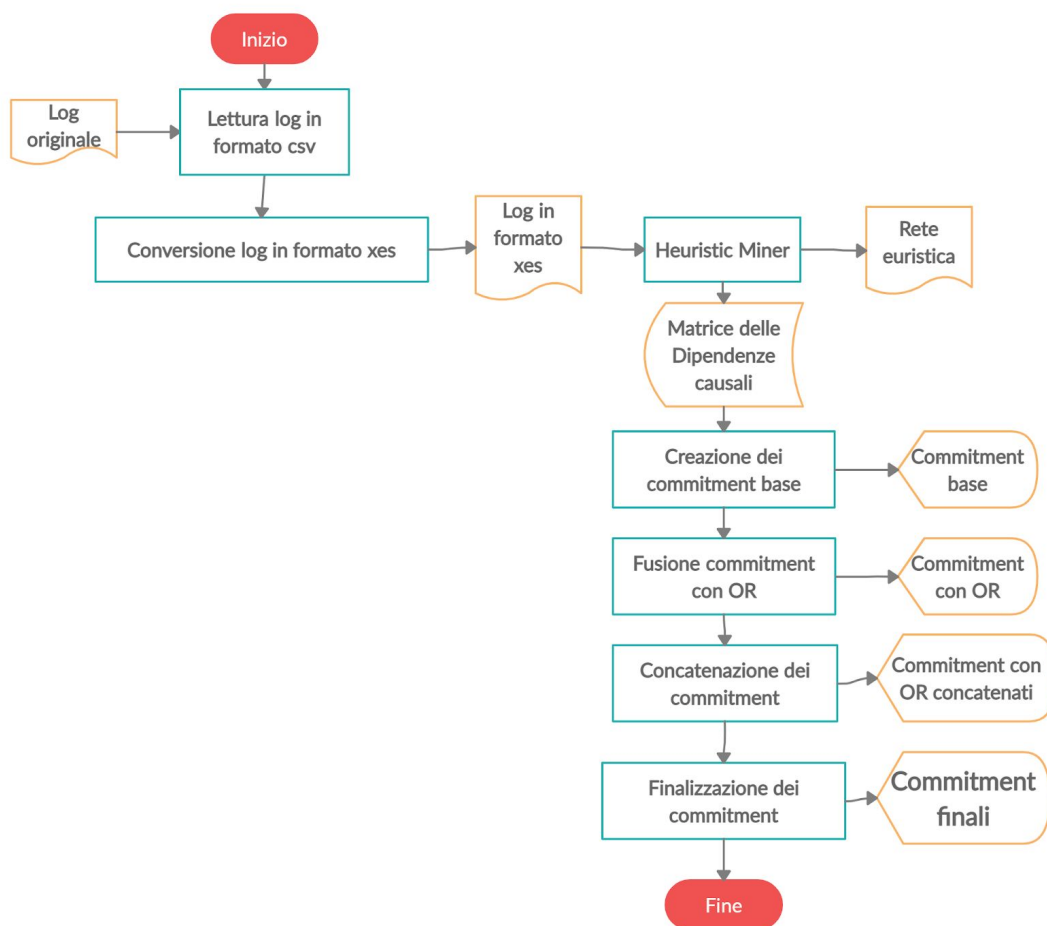 Inizio
Log
originale
Lettura log in
formato csv
Conversione log in formato xes
Log in
formato
xes
Heuristic Miner
Rete
euristica
Matrice delle
Dipendenze
causali
Creazione dei
commitment base
Commitment
base
Fusione commitment
con OR
Commitment
con OR
Concatenazione dei
commitment
Commitment con
OR concatenati
Finalizzazione dei
commitment
Commitment
finali
Fine